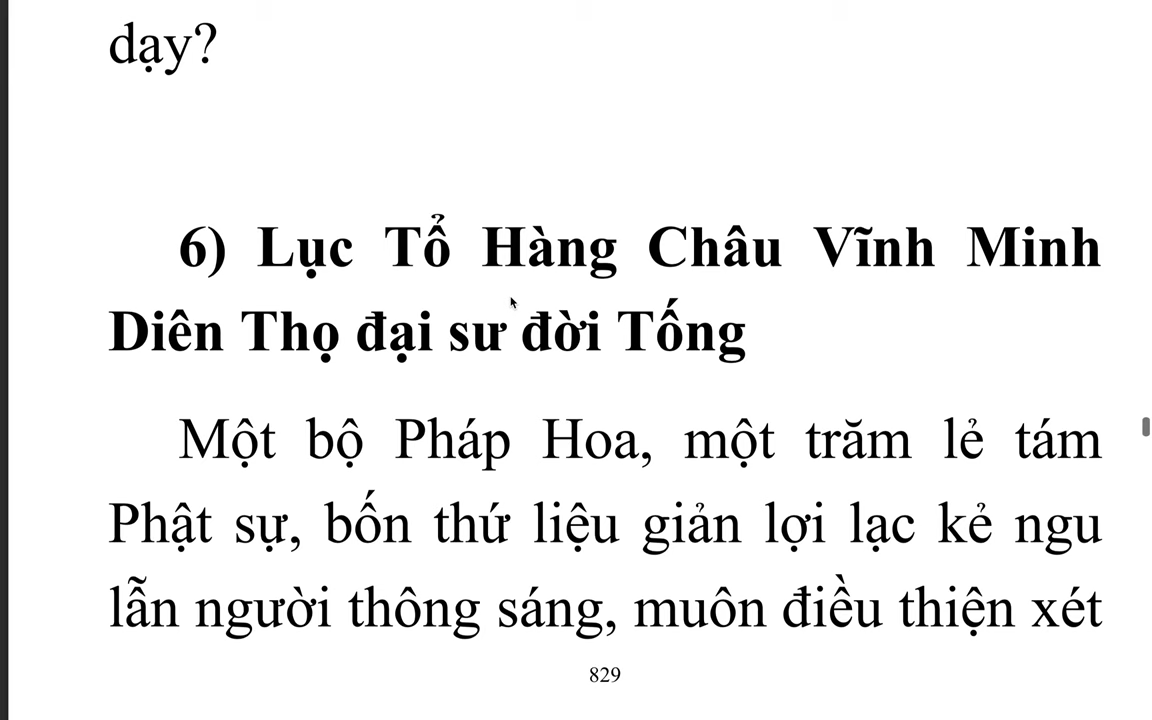 dạy?
6) Lục Tổ Hàng Châu Vĩnh Minh
Diên Thọ đại sư đời Tống
Một bộ Pháp Hoa, một trăm lẻ tám
Phật sự, bốn thứ liệu giản lợi lạc kẻ ngu
lẫn người thông sáng, muôn điều thiện xét
829